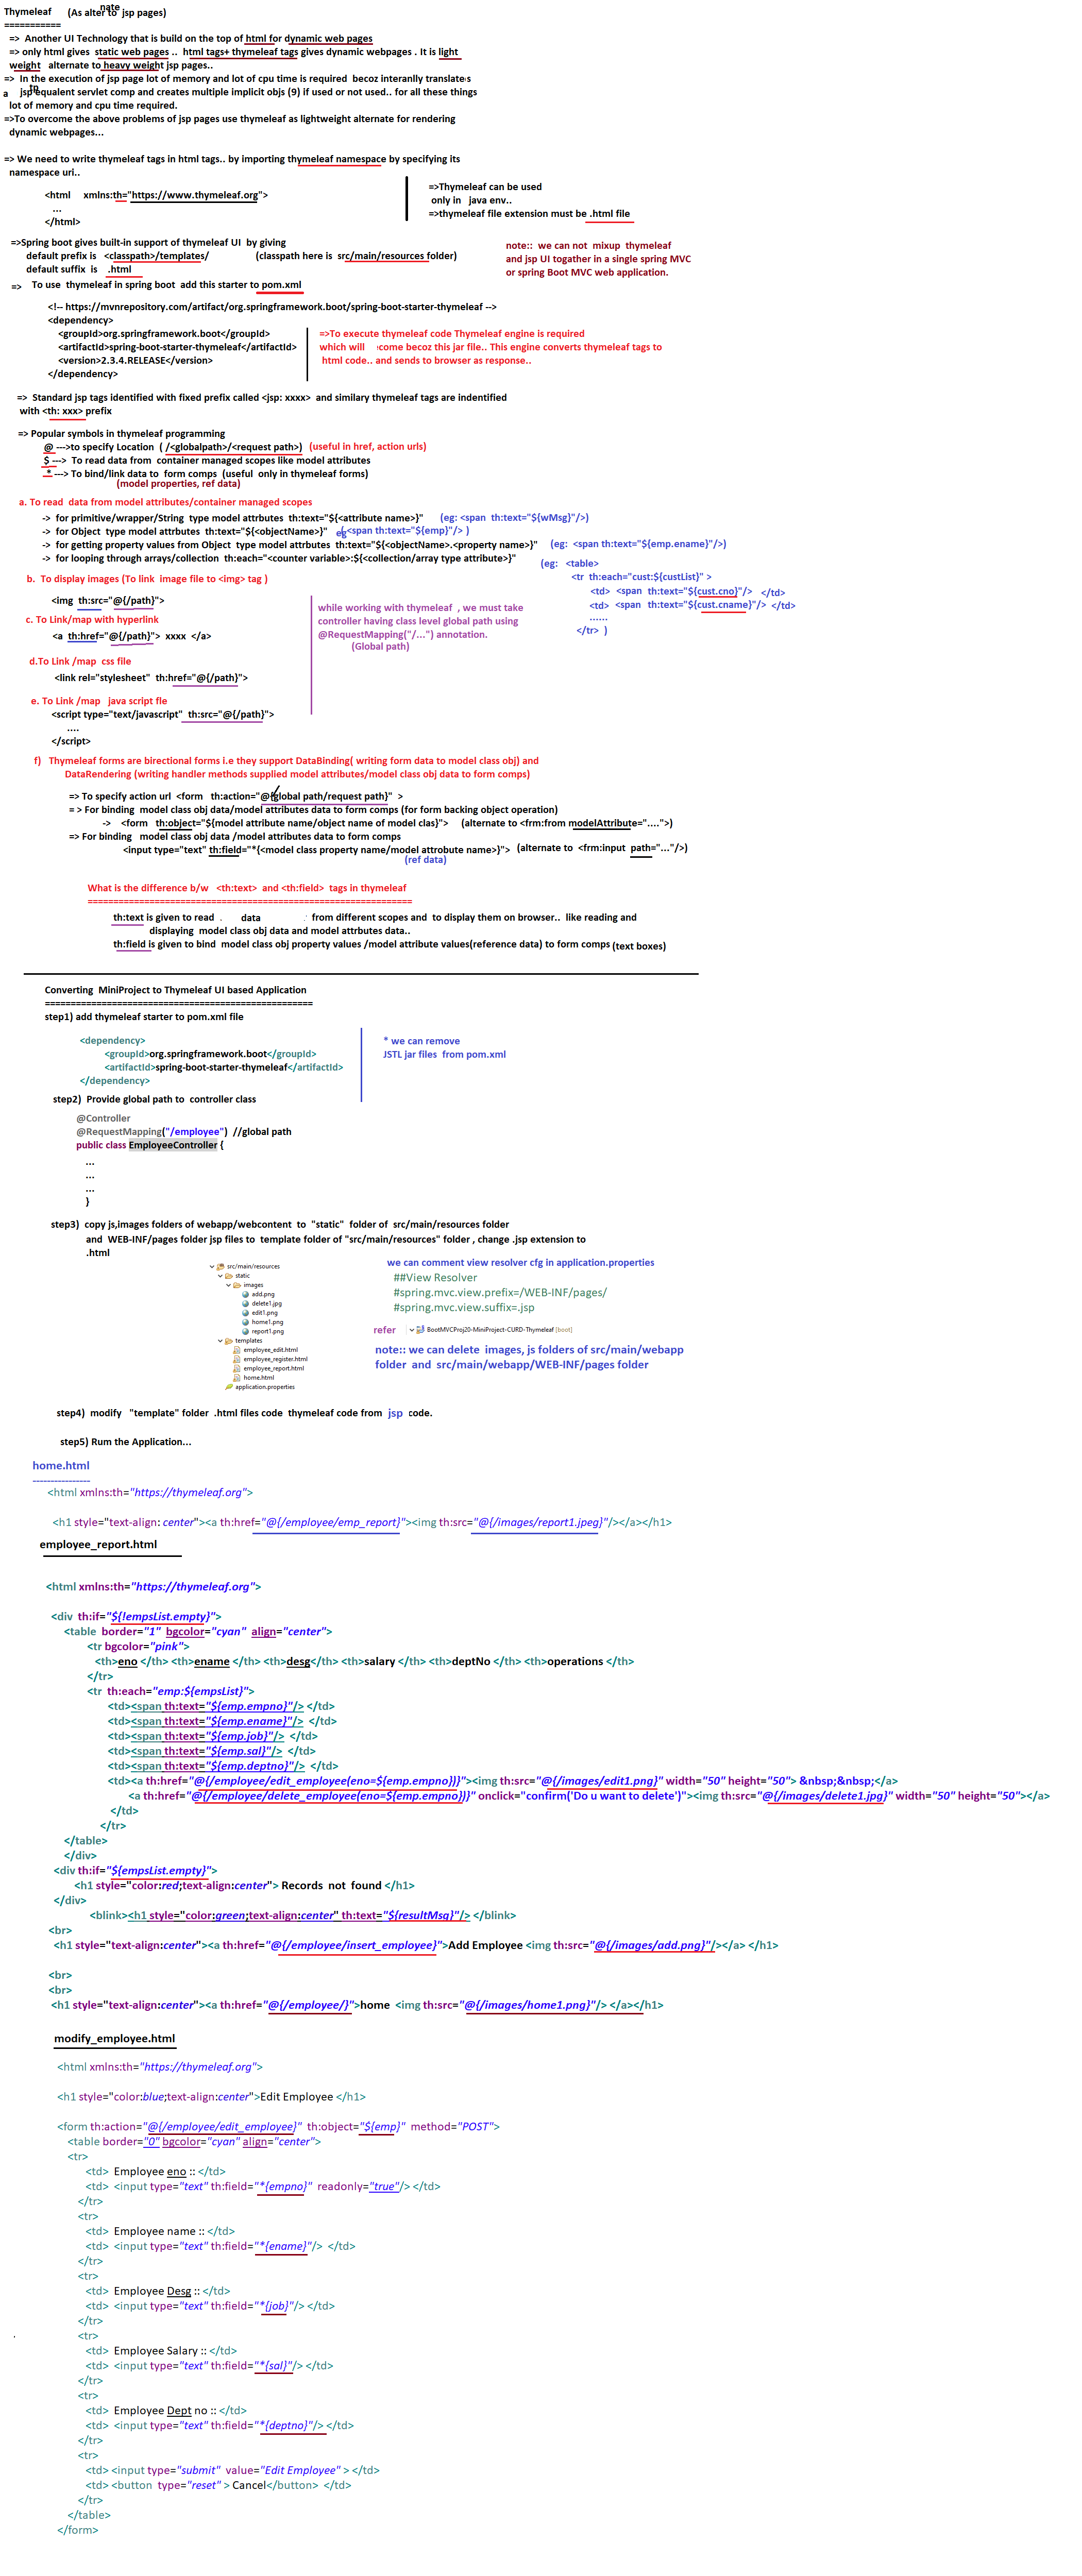 nate
Thymeleaf (As alter to jsp pages)
===========
=> Another UI Technology that is build on the top of html for dynamic web pages
=> only html gives static web pages .. html tags+ thymeleaf tags gives dynamic webpages . It is light
weight alternate to heavy weight jsp pages..
=> In the execution of jsp page lot of memory and lot of cpu time is required becoz interanlly translates
tp
a jsp equalent servlet comp and creates multiple implicit objs (9) if used or not used.. for all these things
lot of memory and cpu time required.
=>To overcome the above problems of jsp pages use thymeleaf as lightweight alternate for rendering
dynamic webpages...
=> We need to write thymeleaf tags in html tags.. by importing thymeleaf namespace by specifying its
namespace uri..
<html xmlns:th="https://www.thymeleaf.org">
...
</html>
=>Thymeleaf can be used
only in java env..
=>thymeleaf file extension must be .html file
=>Spring boot gives built-in support of thymeleaf UI by giving
default prefix is <classpath>/templates/ (classpath here is src/main/resources folder)
default suffix is .html
note:: we can not mixup thymeleaf
and jsp UI togather in a single spring MVC
or spring Boot MVC web application.
=> To use thymeleaf in spring boot add this starter to pom.xml
<!-- https://mvnrepository.com/artifact/org.springframework.boot/spring-boot-starter-thymeleaf -->
<dependency>
<groupId>org.springframework.boot</groupId>
<artifactId>spring-boot-starter-thymeleaf</artifactId>
<version>2.3.4.RELEASE</version>
</dependency>
=>To execute thymeleaf code Thymeleaf engine is required
which will come becoz this jar file.. This engine converts thymeleaf tags to
html code.. and sends to browser as response..
=> Standard jsp tags identified with fixed prefix called <jsp: xxxx> and similary thymeleaf tags are indentified
with <th: xxx> prefix
=> Popular symbols in thymeleaf programming
@ --->to specify Location ( /<globalpath>/<request path>) (useful in href, action urls)
$ ---> To read data from container managed scopes like model attributes
* ---> To bind/link data to form comps (useful only in thymeleaf forms)
(model properties, ref data)
a. To read data from model attributes/container managed scopes
-> for primitive/wrapper/String type model attrbutes th:text="${<attribute name>}" (eg: <span th:text="${wMsg}"/>)
-> for Object type model attrbutes th:text="${<objectName>}" eg (<span th:text="${emp}"/> )
-> for getting property values from Object type model attrbutes th:text="${<objectName>.<property name>}" (eg: <span th:text="${emp.ename}"/>)
-> for looping through arrays/collection th:each="<counter variable>:${<collection/array type attribute>}"
(eg: <table>
<tr th:each="cust:${custList}" >
<td> <span th:text="${cust.cno}"/> </td>
<td> <span th:text="${cust.cname}"/> </td>
......
</tr> )
b. To display images (To link image file to <img> tag )
<img th:src="@{/path}">
c. To Link/map with hyperlink
<a th:href="@{/path}"> xxxx </a>
d.To Link /map css file
<link rel="stylesheet" th:href="@{/path}">
e. To Link /map java script fle
<script type="text/javascript" th:src="@{/path}">
....
</script>
while working with thymeleaf , we must take
controller having class level global path using
@RequestMapping("/...") annotation.
(Global path)
f) Thymeleaf forms are birectional forms i.e they support DataBinding( writing form data to model class obj) and
DataRendering (writing handler methods supplied model attributes/model class obj data to form comps)
=> To specify action url <form th:action="@{/global path/request path}" >
= > For binding model class obj data/model attributes data to form comps (for form backing object operation)
-> <form th:object="${model attribute name/object name of model clas}"> (alternate to <frm:from modelAttribute="....">)
=> For binding model class obj data /model attributes data to form comps
<input type="text" th:field="*{<model class property name/model attrobute name>}"> (alternate to <frm:input path="..."/>)
(ref data)
What is the difference b/w <th:text> and <th:field> tags in thymeleaf
===============================================================
th:text is given to read data from different scopes and to display them on browser.. like reading and
displaying model class obj data and model attrbutes data..
th:field is given to bind model class obj property values /model attribute values(reference data) to form comps (text boxes)
Converting MiniProject to Thymeleaf UI based Application
====================================================
step1) add thymeleaf starter to pom.xml file
<dependency>
<groupId>org.springframework.boot</groupId>
<artifactId>spring-boot-starter-thymeleaf</artifactId>
</dependency>
* we can remove
JSTL jar files from pom.xml
step2) Provide global path to controller class
@Controller
@RequestMapping("/employee") //global path
public class EmployeeController {
...
...
...
}
step3) copy js,images folders of webapp/webcontent to "static" folder of src/main/resources folder
and WEB-INF/pages folder jsp files to template folder of "src/main/resources" folder , change .jsp extension to
.html
src/main/resources
static
images
add.png
delete1.jpg
edit1.png
home1.png
report1.png
templates
employee_edit.html
employee_register.html
employee_report.html
home.html
application.properties
we can comment view resolver cfg in application.properties
##View Resolver
#spring.mvc.view.prefix=/WEB-INF/pages/
#spring.mvc.view.suffix=.jsp
refer BootMVCProj20-MiniProject-CURD-Thymeleaf [boot]
note:: we can delete images, js folders of src/main/webapp
folder and src/main/webapp/WEB-INF/pages folder
step4) modify "template" folder .html files code thymeleaf code from jsp code.
step5) Rum the Application...
home.html
----------------
<html xmlns:th="https://thymeleaf.org">
<h1 style="text-align: center"><a th:href="@{/employee/emp_report}"><img th:src="@{/images/report1.jpeg}"/></a></h1>
employee_report.html
<html xmlns:th="https://thymeleaf.org">
<div th:if="${!empsList.empty}">
<table border="1" bgcolor="cyan" align="center">
<tr bgcolor="pink">
<th>eno </th> <th>ename </th> <th>desg</th> <th>salary </th> <th>deptNo </th> <th>operations </th>
</tr>
<tr th:each="emp:${empsList}">
<td><span th:text="${emp.empno}"/> </td>
<td><span th:text="${emp.ename}"/> </td>
<td><span th:text="${emp.job}"/> </td>
<td><span th:text="${emp.sal}"/> </td>
<td><span th:text="${emp.deptno}"/> </td>
<td><a th:href="@{/employee/edit_employee(eno=${emp.empno})}"><img th:src="@{/images/edit1.png}" width="50" height="50"> &nbsp;&nbsp;</a>
<a th:href="@{/employee/delete_employee(eno=${emp.empno})}" onclick="confirm('Do u want to delete')"><img th:src="@{/images/delete1.jpg}" width="50" height="50"></a>
</td>
</tr>
</table>
</div>
<div th:if="${empsList.empty}">
<h1 style="color:red;text-align:center"> Records not found </h1>
</div>
<blink><h1 style="color:green;text-align:center" th:text="${resultMsg}"/> </blink>
<br>
<h1 style="text-align:center"><a th:href="@{/employee/insert_employee}">Add Employee <img th:src="@{/images/add.png}"/></a> </h1>
<br>
<br>
<h1 style="text-align:center"><a th:href="@{/employee/}">home <img th:src="@{/images/home1.png}"/> </a></h1>
modify_employee.html
<html xmlns:th="https://thymeleaf.org">
<h1 style="color:blue;text-align:center">Edit Employee </h1>
<form th:action="@{/employee/edit_employee}" th:object="${emp}" method="POST">
<table border="0" bgcolor="cyan" align="center">
<tr>
<td> Employee eno :: </td>
<td> <input type="text" th:field="*{empno}" readonly="true"/> </td>
</tr>
<tr>
<td> Employee name :: </td>
<td> <input type="text" th:field="*{ename}"/> </td>
</tr>
<tr>
<td> Employee Desg :: </td>
<td> <input type="text" th:field="*{job}"/> </td>
</tr>
<tr>
<td> Employee Salary :: </td>
<td> <input type="text" th:field="*{sal}"/> </td>
</tr>
<tr>
<td> Employee Dept no :: </td>
<td> <input type="text" th:field="*{deptno}"/> </td>
</tr>
<tr>
<td> <input type="submit" value="Edit Employee" > </td>
<td> <button type="reset" > Cancel</button> </td>
</tr>
</table>
</form>